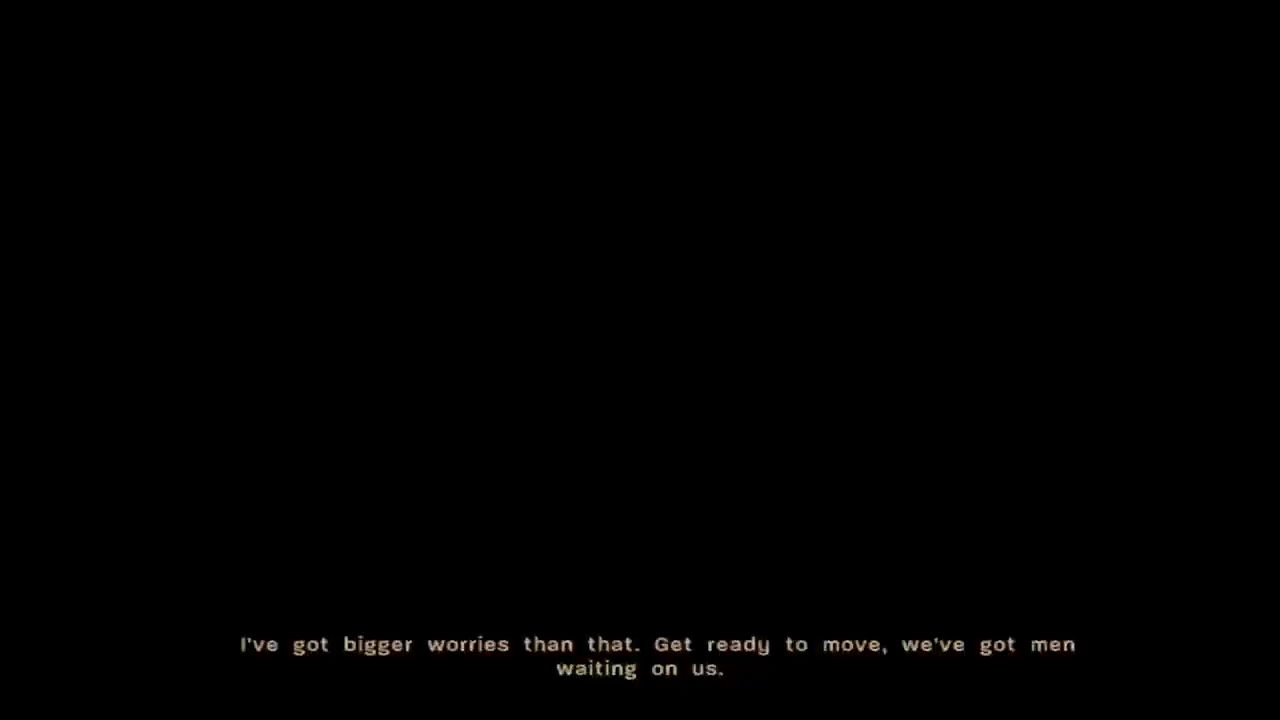 I've got bigger worries than that. Get ready to move, we've got men
waiting on us.